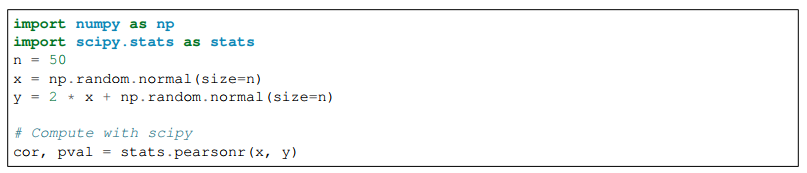 import numpy as np
import scipy.stats as stats
n = 50
x = np.random.normal(size=n)
y = 2 * x + np.random.normal(size=n)
# Compute with scipy
cor, pval = stats.pearsonr(x, y)